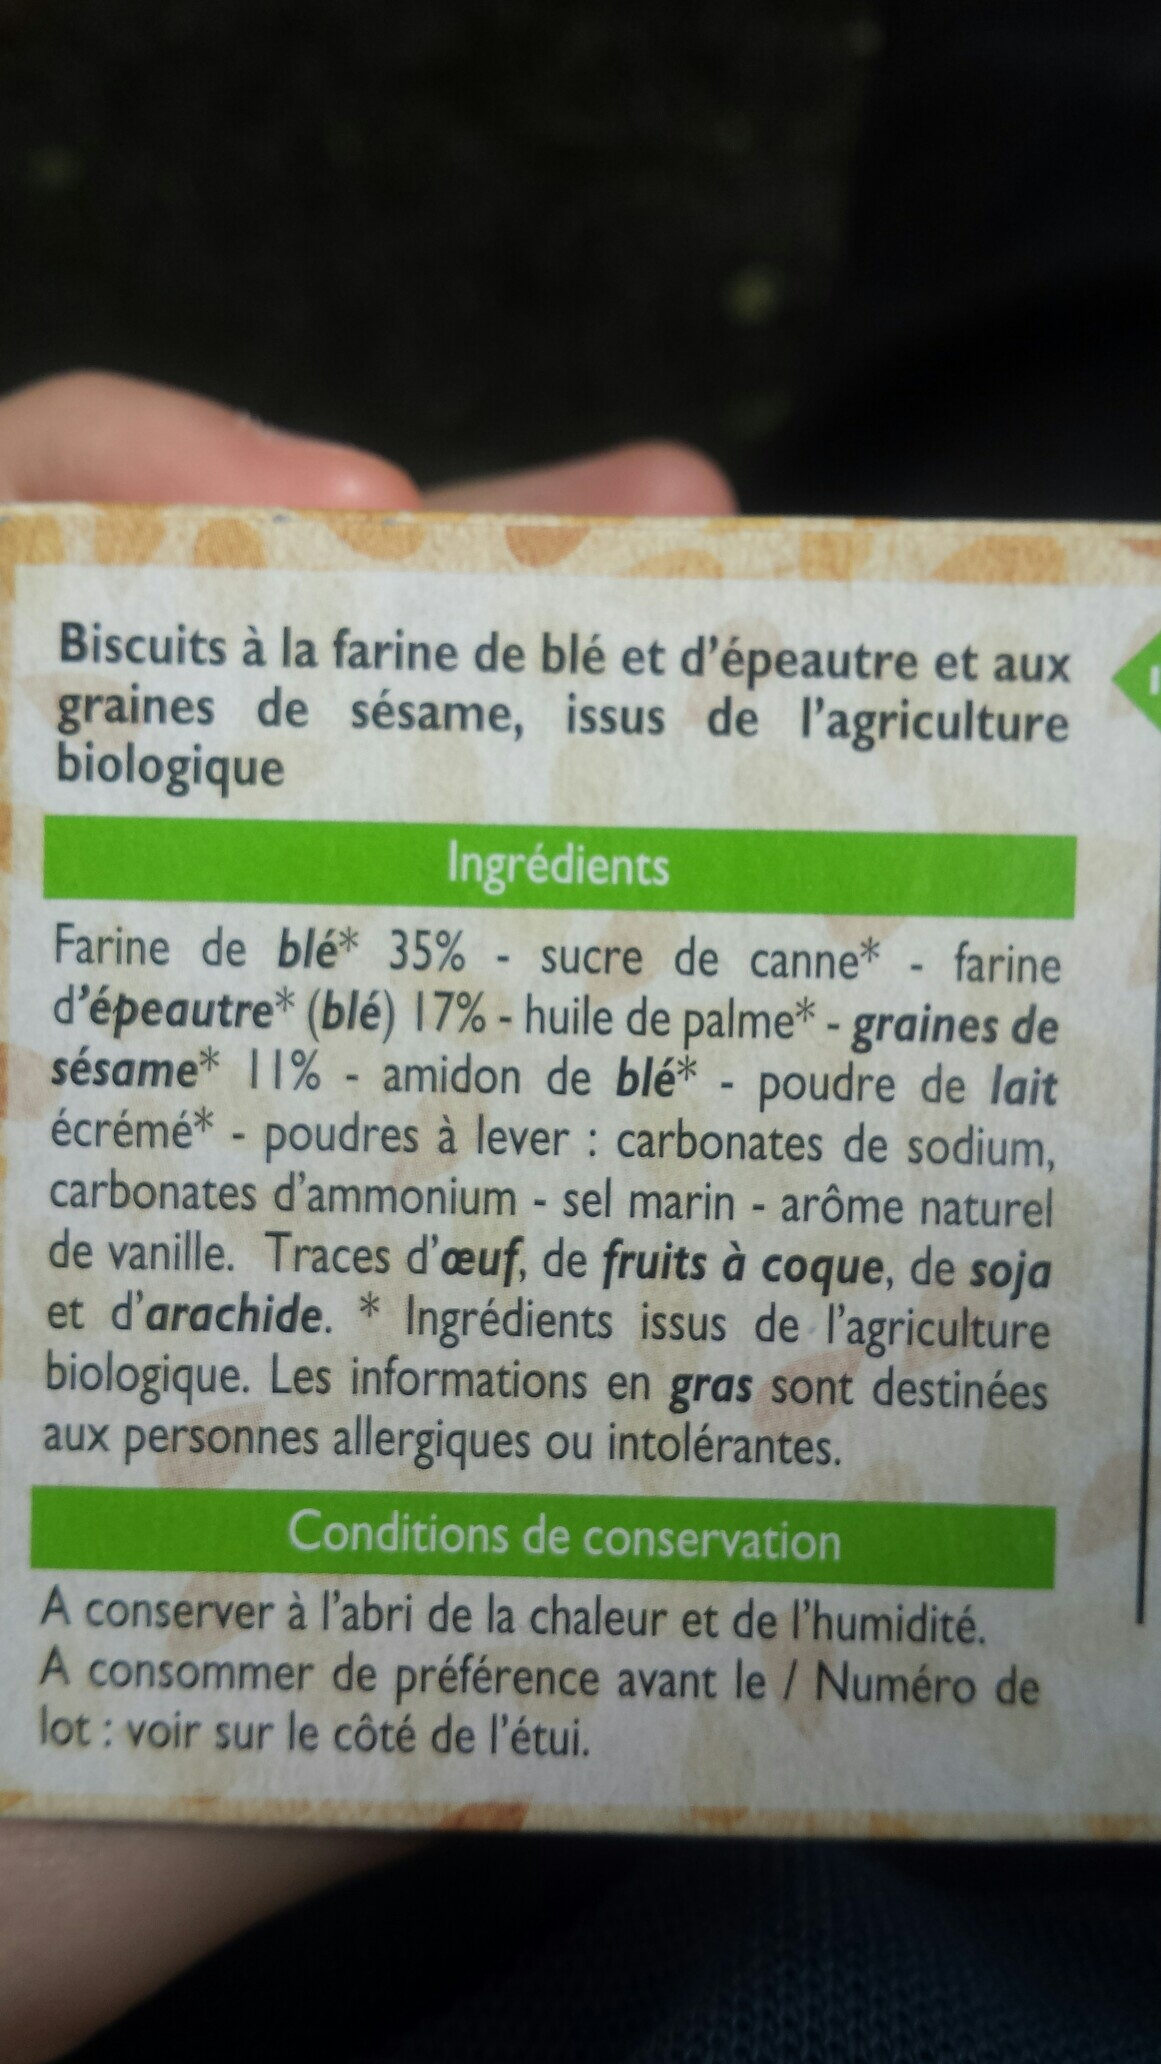 Biscuits à la farine de blé et d'épeautre et aux
graines de sésame, issus de l'agriculture
biologique
Ingrédients
Farine de blé* 35% - sucre de canne* - farine
d'épeautre* (blé) 17% - huile de palme* - graines de
sésame* 11% - amidon de blé* - poudre de lait
écrémé* - poudres à lever : carbonates de sodium,
carbonates d'ammonium - sel marin - arôme naturel
de vanille. Traces d'œuf, de fruits à coque, de soja
et d'arachide. * Ingrédients issus de l'agriculture
biologique. Les informations en gras sont destinées
aux personnes allergiques ou intolérantes.
Conditions de conservation
A conserver à l'abri de la chaleur et de l'humidité.
A consommer de préférence avant le / Numéro de
lot : voir sur le côté de l'étui.